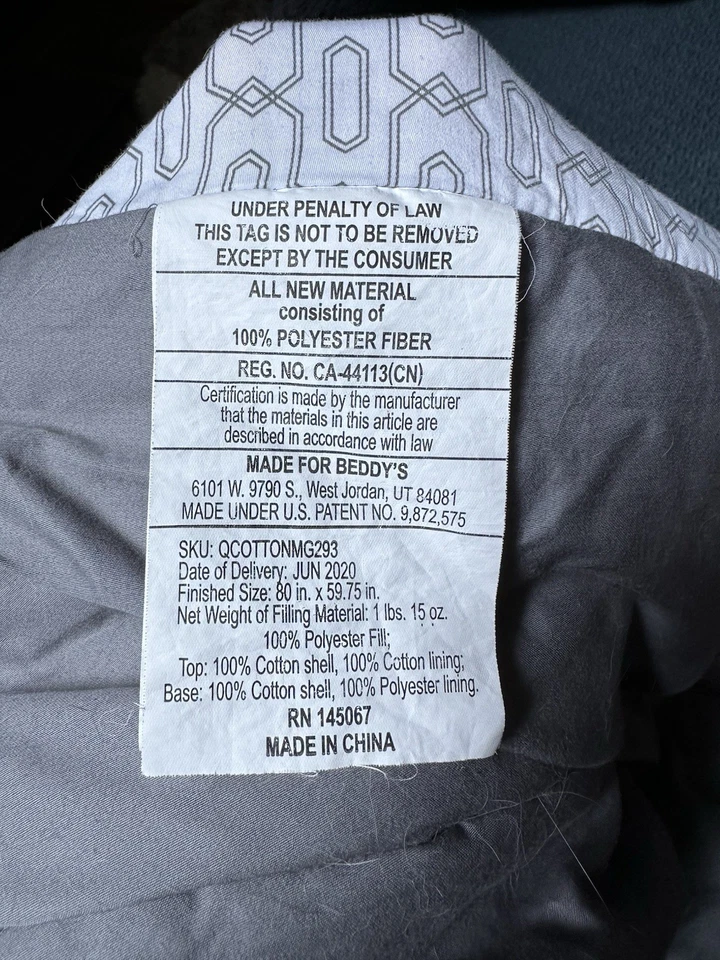 UNDER PENALTY OF LAW
THIS TAG IS NOT TO BE REMOVED
EXCEPT BY THE CONSUMER
ALL NEW MATERIAL
consisting of
100% POLYESTER FIBER
REG. NO. CA-44113(CN)
Certification is made by the manufacturer
that the materials in this article are
described in accordance with law
MADE FOR BEDDY'S
6101 W. 9790 S., West Jordan, UT 84081
MADE UNDER U.S. PATENT NO. 9,872,575
SKU: QCOTTONMG293
Date of Delivery: JUN 2020
Finished Size: 80 in. x 59.75 in.
Net Weight of Filling Material: 1 lbs. 15 oz.
100% Polyester Fill;
Top: 100% Cotton shell, 100% Cotton lining;
Base: 100% Cotton shell, 100% Polyester lining.
RN 145067
MADE IN CHINA